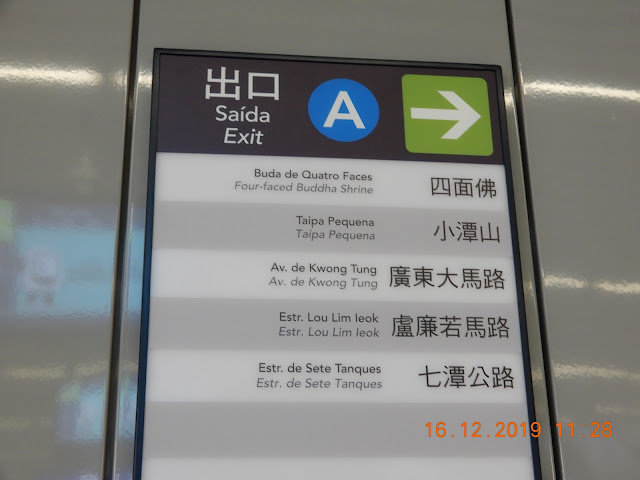 出口
Saída
Exit
A
Buda de Quatro Faces
Four-faced Buddha Shrine
四面佛
Taipa Pequena
Taipa Pequena
小潭山
Av. de Kwong Tung
Av. de Kwong Tung
廣東大馬路
Estr. Lou Lim Ieok
Estr. Lou Lim Ieok
盧廉若馬路
Estr. de Sete Tanques
Estr. de Sete Tanques
七潭公路
16.12.2019 11 28